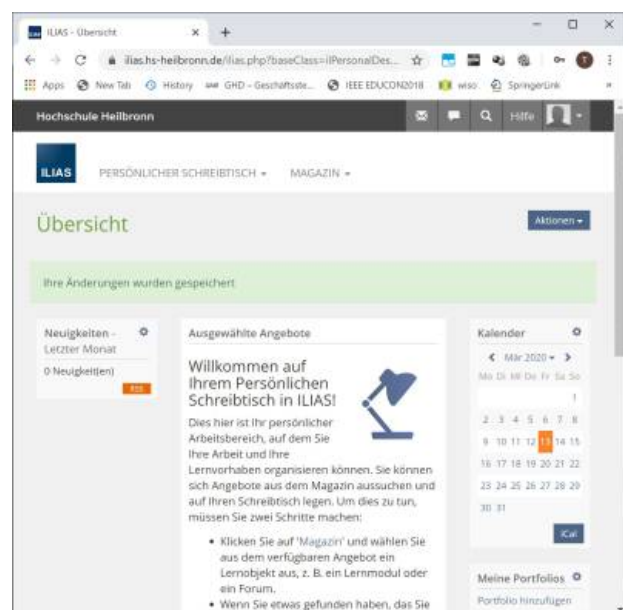 ILIAS - Übersicht
ilias.hs-heilbronn.de/ilias.php?baseClass=ilPersonalDes...
Apps New Tab History GHD - Geschäftsste... IEEE EDUCON2018 wiso SpringerLink
Hochschule Heilbronn Hilfe
ILIAS PERSÖNLICHER SCHREIBTISCH MAGAZIN
Übersicht Aktionen
Ihre Änderungen wurden gespeichert
Neuigkeiten -
Letzter Monat
0 Neuigkeit(en)
RSS
Ausgewählte Angebote
Willkommen auf
Ihrem Persönlichen
Schreibtisch in ILIAS!
Dies hier ist Ihr persönlicher
Arbeitsbereich, auf dem Sie
Ihre Arbeit und Ihre
Lernvorhaben organisieren können. Sie können
sich Angebote aus dem Magazin aussuchen und
auf Ihren Schreibtisch legen. Um dies zu tun,
müssen Sie zwei Schritte machen:
• Klicken Sie auf 'Magazin' und wählen Sie
aus dem verfügbaren Angebot ein
Lernobjekt aus, z. B. ein Lernmodul oder
ein Forum.
• Wenn Sie etwas gefunden haben, das Sie
Kalender
Mär 2020
Mo Di Mi Do Fr Sa So
1
2 3 4 5 6 7 8
9 10 11 12 13 14 15
16 17 18 19 20 21 22
23 24 25 26 27 28 29
30 31
iCal
Meine Portfolios
Portfolio hinzufügen